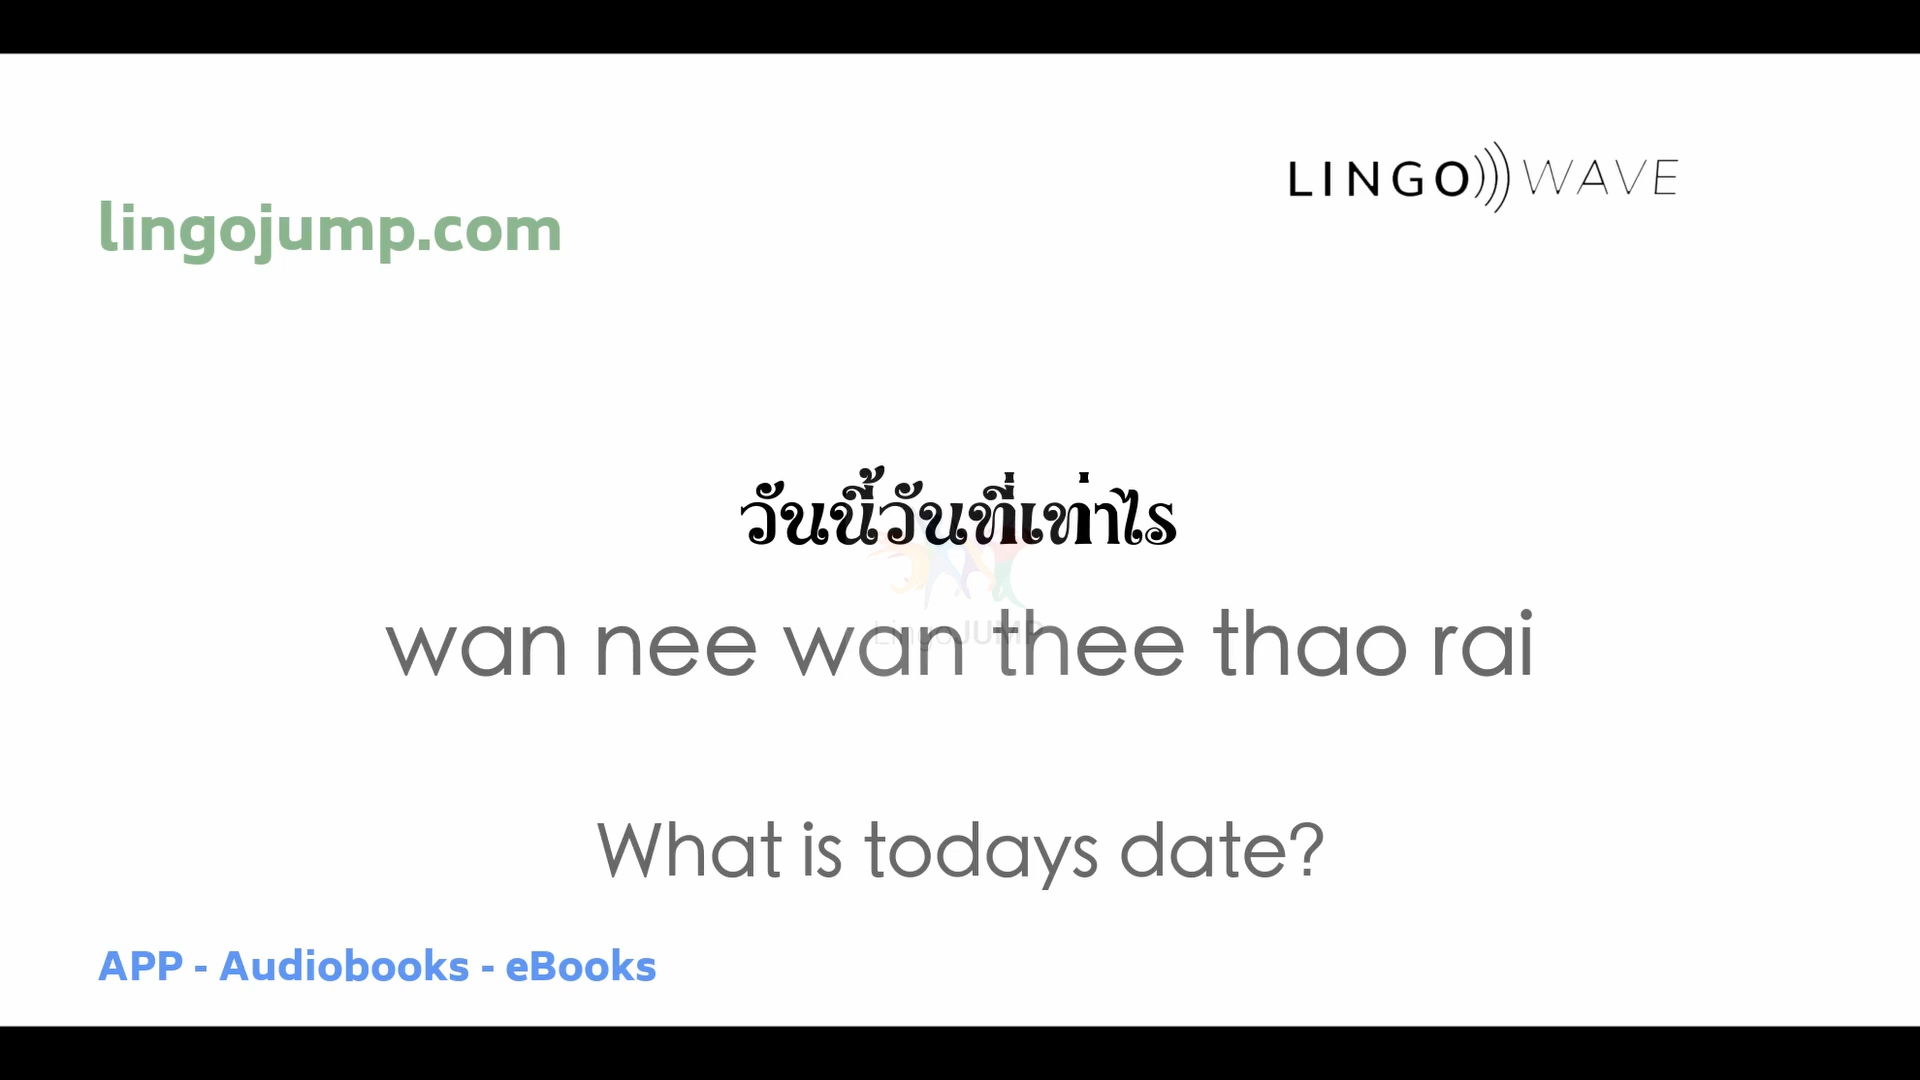 LINGO WAVE
lingojump.com
วันนี้วันที่เท่าไร
LingoJUMP
wan nee wan thee thao rai
What is todays date?
APP - Audiobooks - eBooks